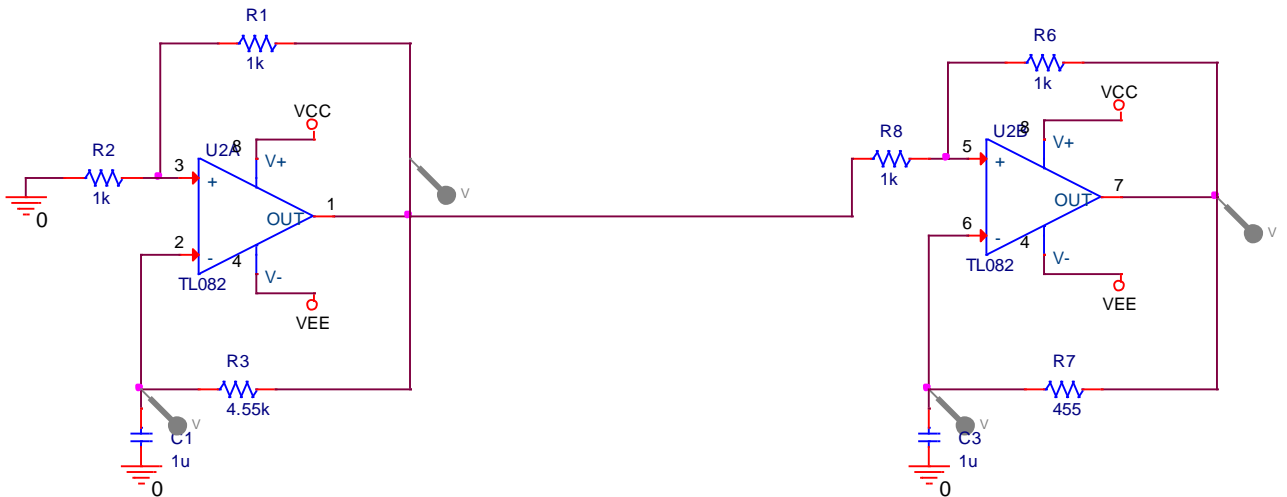 R1
1k
VCC
R2
1k
0
3
+
U2A
8
V+
OUT
1
2
-
4
V-
TL082
VEE
V
R3
4.55k
V
C1
1u
0
R6
1k
VCC
R8
1k
5
+
U2B
8
V+
OUT
7
6
-
4
V-
TL082
VEE
V
R7
455
V
C3
1u
0